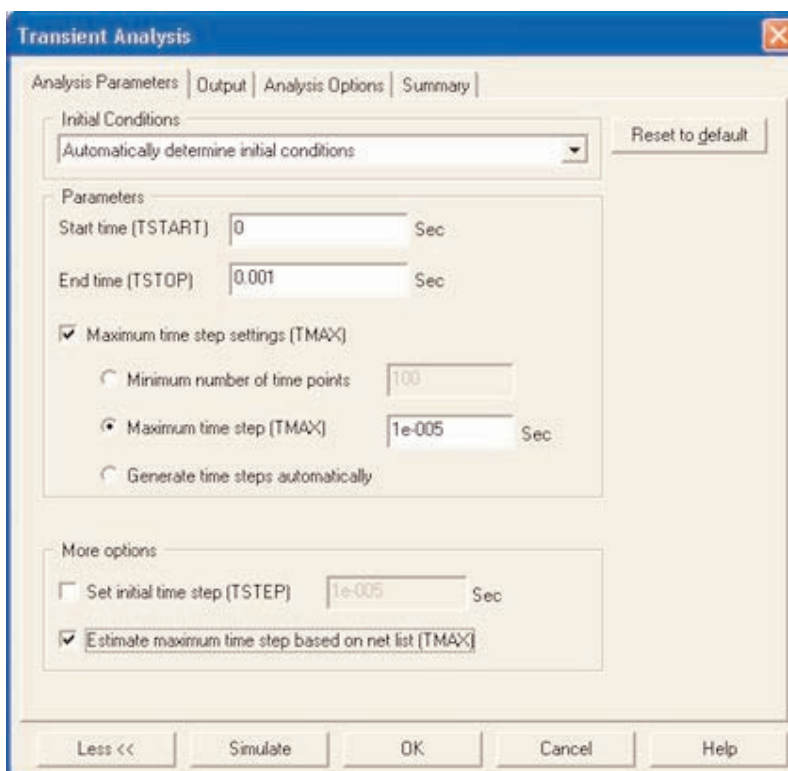 Transient Analysis
Analysis Parameters Output Analysis Options Summary
Initial Conditions
Automatically determine initial conditions
Reset to default
Parameters
Start time (TSTART) 0 Sec
End time (TSTOP) 0.001 Sec
Maximum time step settings (TMAX)
Minimum number of time points 100
Maximum time step (TMAX) 1e-005 Sec
Generate time steps automatically
More options
Set initial time step (TSTEP) 1e-005 Sec
Estimate maximum time step based on net list (TMAX)
Less << Simulate OK Cancel Help